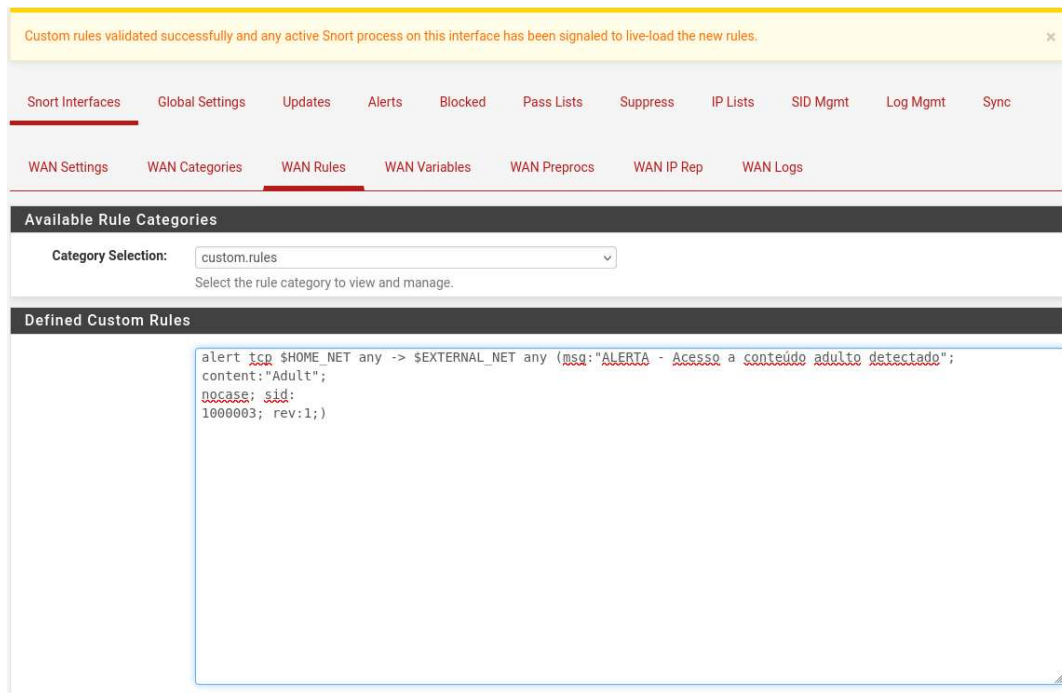 Custom rules validated successfully and any active Snort process on this interface has been signaled to live-load the new rules. ×
Snort Interfaces Global Settings Updates Alerts Blocked Pass Lists Suppress IP Lists SID Mgmt Log Mgmt Sync
WAN Settings WAN Categories WAN Rules WAN Variables WAN Preprocs WAN IP Rep WAN Logs
Available Rule Categories
Category Selection: custom.rules
Select the rule category to view and manage.
Defined Custom Rules
alert tcp $HOME_NET any -> $EXTERNAL_NET any (msg:"ALERTA - Acesso a conteúdo adulto detectado";
content:"Adult";
nocase; sid:
1000003; rev:1;)